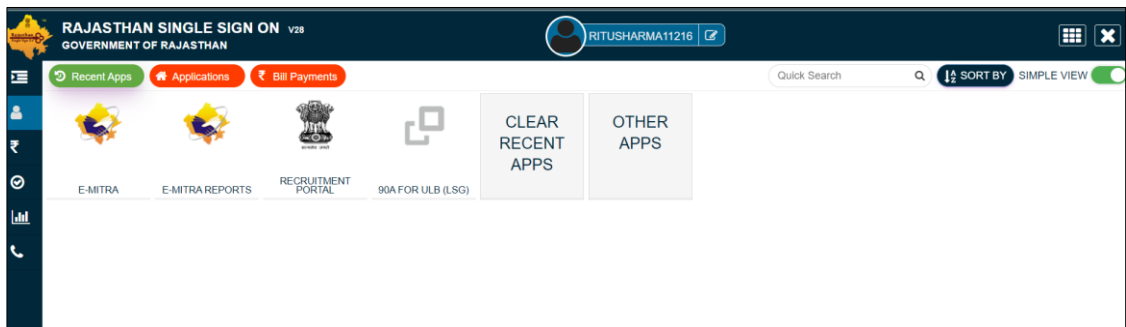 RAJASTHAN SINGLE SIGN ON V28
GOVERNMENT OF RAJASTHAN
RITUSHARMA11216
Recent Apps
Applications
₹ Bill Payments
Quick Search
SORT BY
SIMPLE VIEW
₹
E-MITRA
E-MITRA REPORTS
RECRUITMENT
PORTAL
90A FOR ULB (LSG)
CLEAR
RECENT
APPS
OTHER
APPS